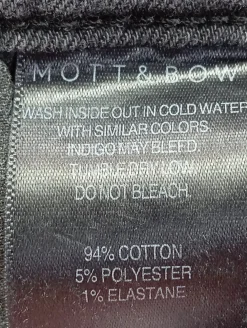 MOTT & BOW
WASH INSIDE OUT IN COLD WATER
WITH SIMILAR COLORS.
INDIGO MAY BLEED.
TUMBLE DRY LOW.
DO NOT BLEACH.
94% COTTON
5% POLYESTER
1% ELASTANE